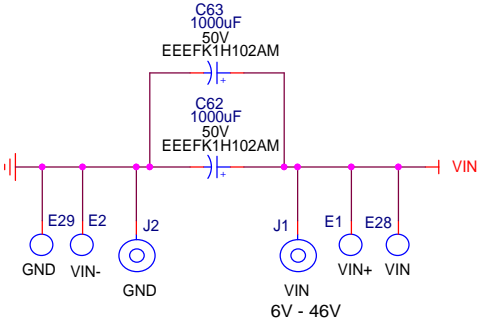 C63
1000uF
50V
EEEFK1H102AM
+
C62
1000uF
50V
EEEFK1H102AM
+
VIN
E29 E2 J2 J1 E1 E28
GND VIN- GND VIN VIN+ VIN
6V - 46V